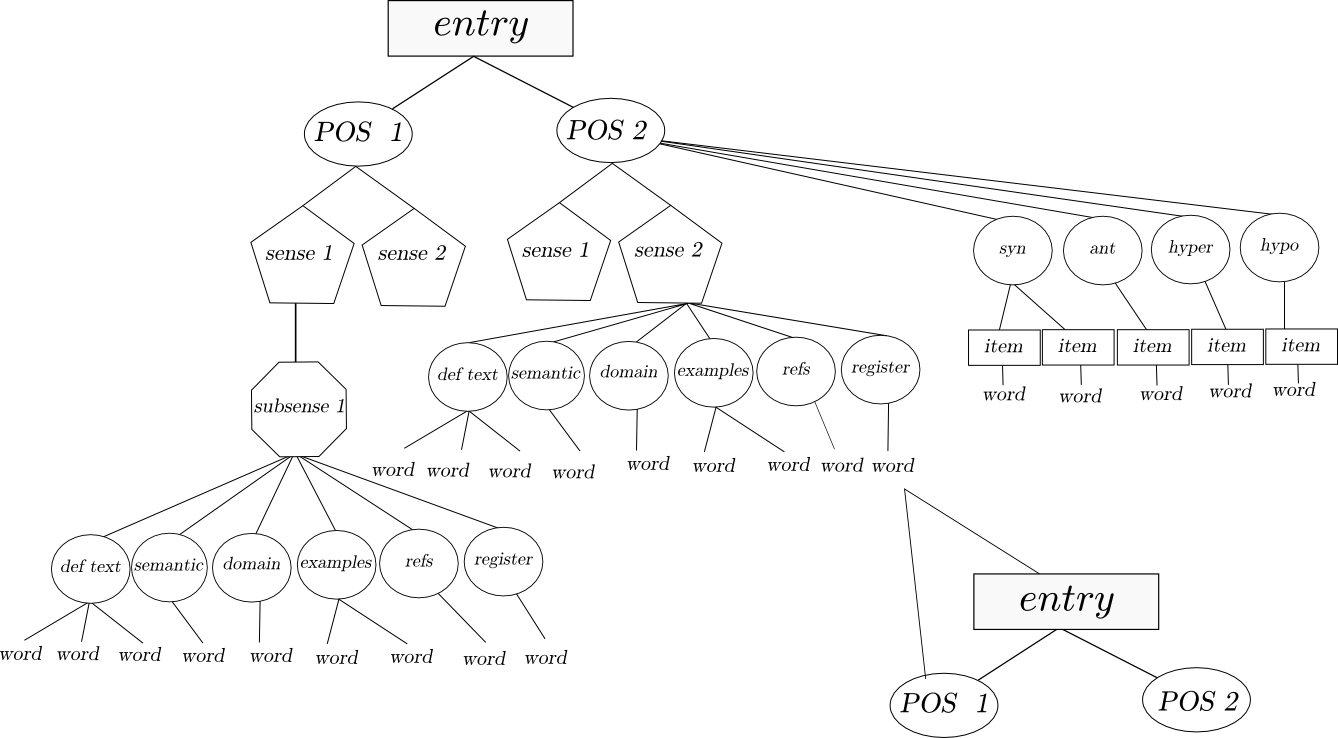 entry
POS 1
POS 2
sense 1
sense 2
sense 1
sense 2
syn
ant
hyper
hypo
item
item
item
item
item
word
word
word
word
word
def text
semantic
domain
examples
refs
register
subsense 1
word
word
word
word
word
word
word
word
word
def text
semantic
domain
examples
refs
register
word
word
word
word
word
word
word
word
word
entry
POS 1
POS 2